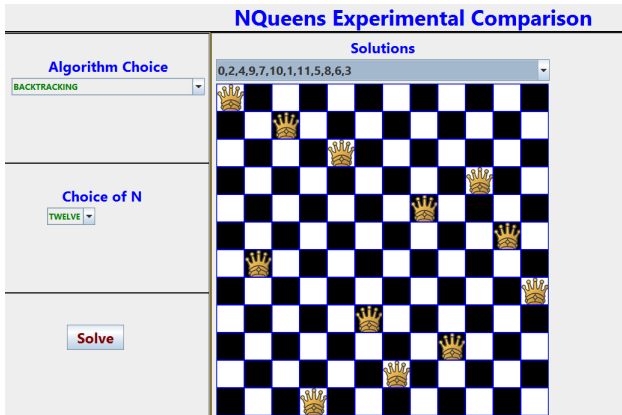 NQueens Experimental Comparison
Algorithm Choice
BACKTRACKING
Choice of N
TWELVE
Solve
Solutions
0,2,4,9,7,10,1,11,5,8,6,3